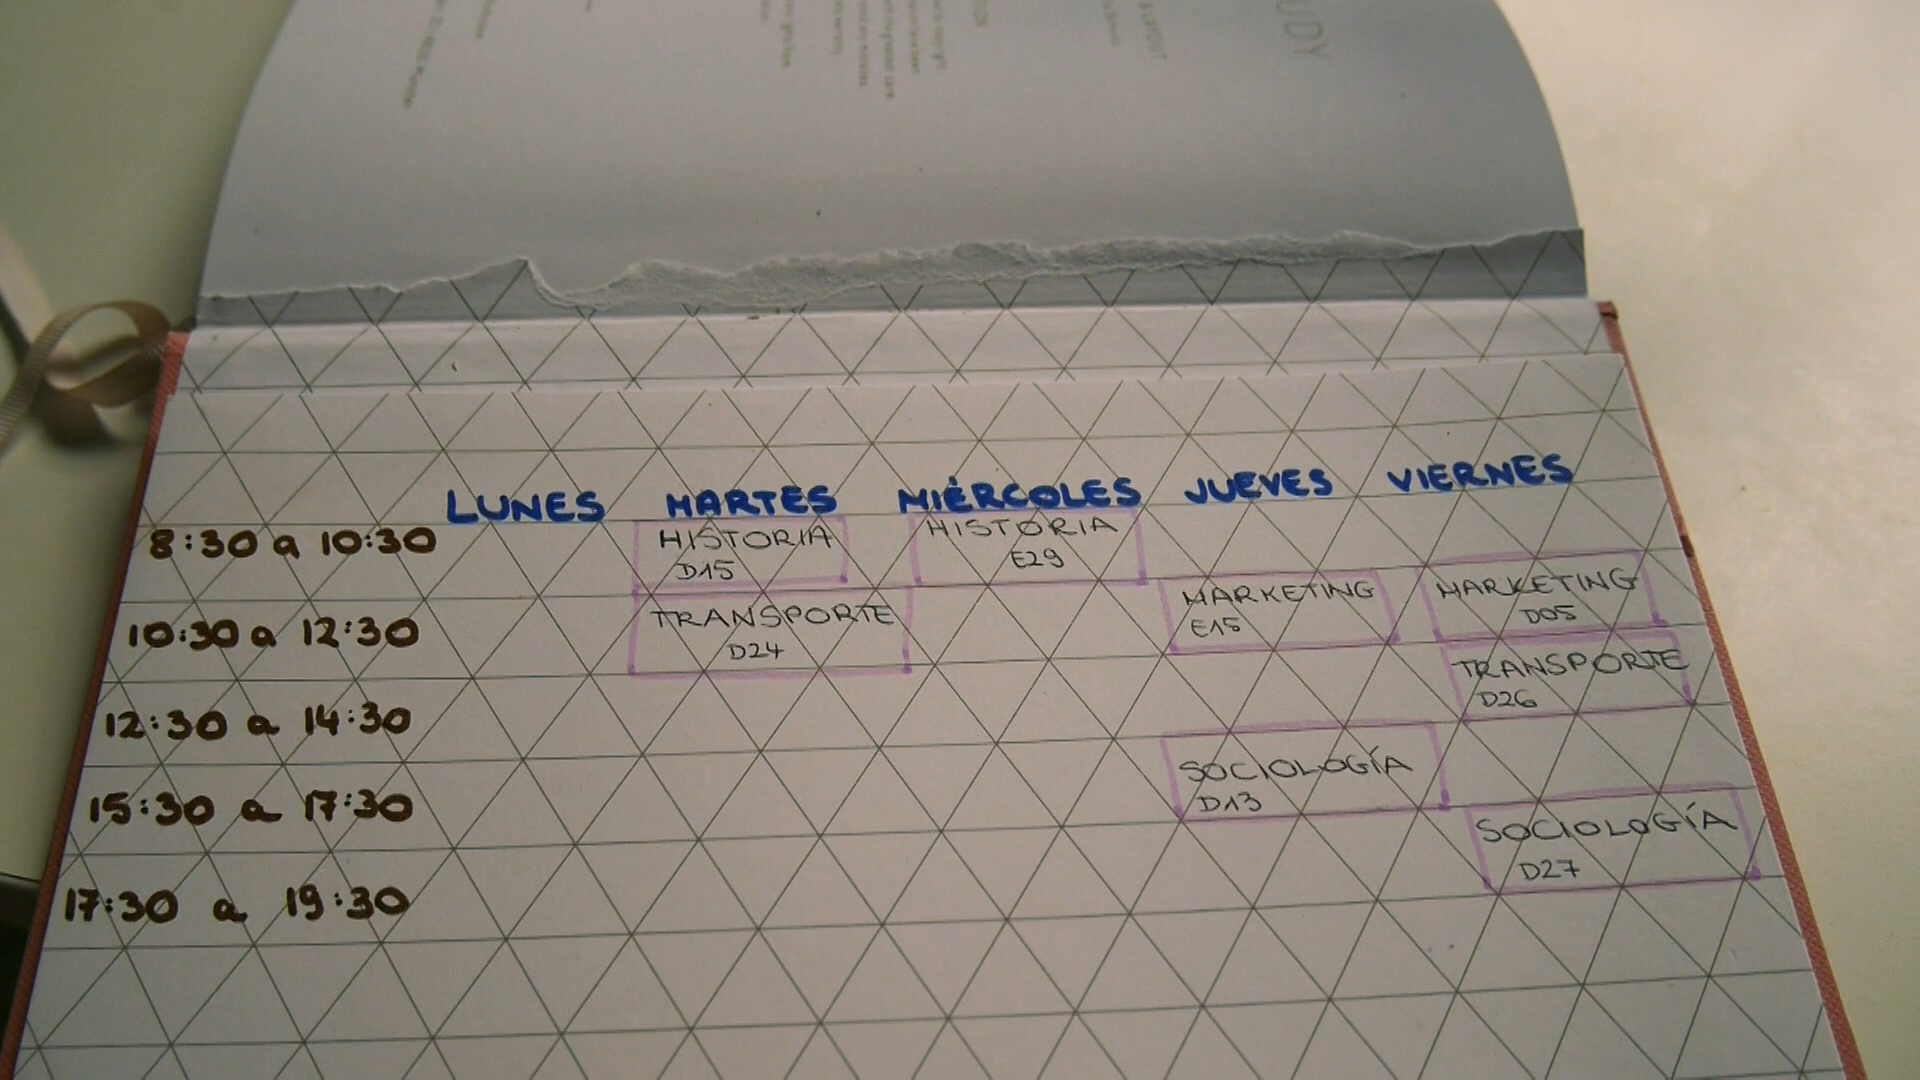 UDY
LUNES MARTES MIÉRCOLES JUEVES VIERNES
8:30 a 10:30 HISTORIA HISTORIA
D15 E29
10:30 a 12:30 TRANSPORTE MARKETING MARKETING
D24 E15 D05
12:30 a 14:30 TRANSPORTE
D26
15:30 a 17:30 SOCIOLOGÍA
D13
17:30 a 19:30 SOCIOLOGÍA
D27